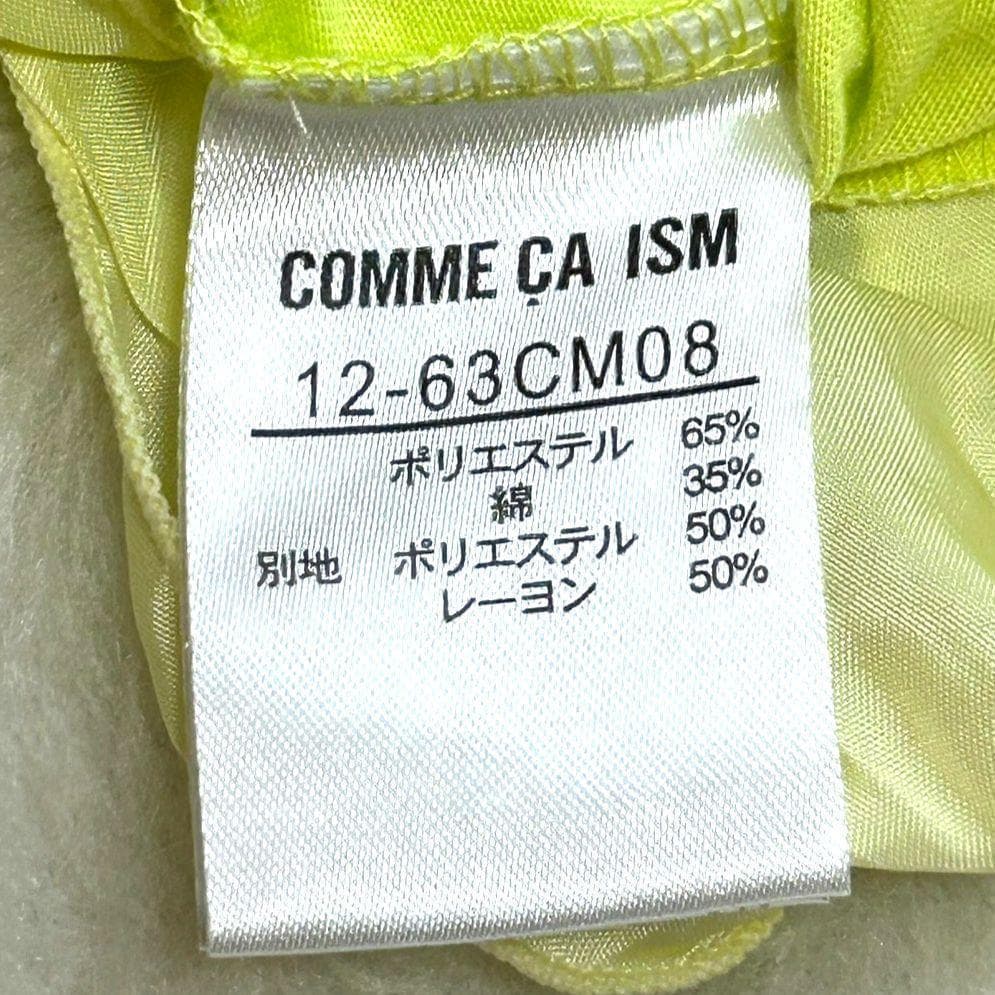 COMME ÇA ISM
12-63CM08
ポリエステル 65%
綿 35%
別地 ポリエステル 50%
レーヨン 50%